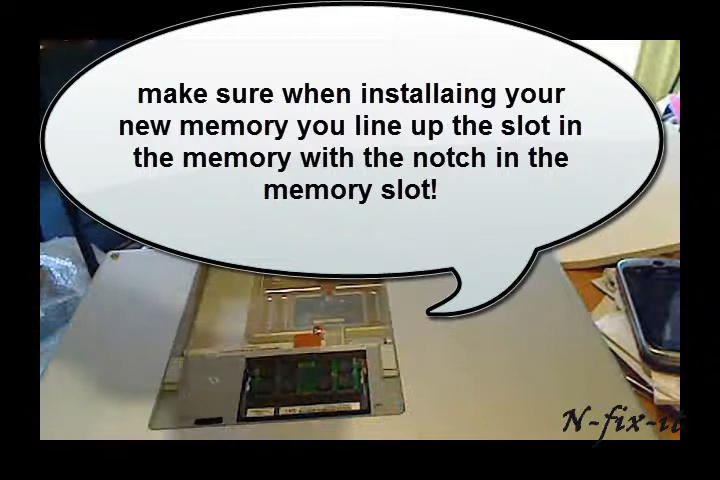 make sure when installaing your
new memory you line up the slot in
the memory with the notch in the
memory slot!
N-fix-it